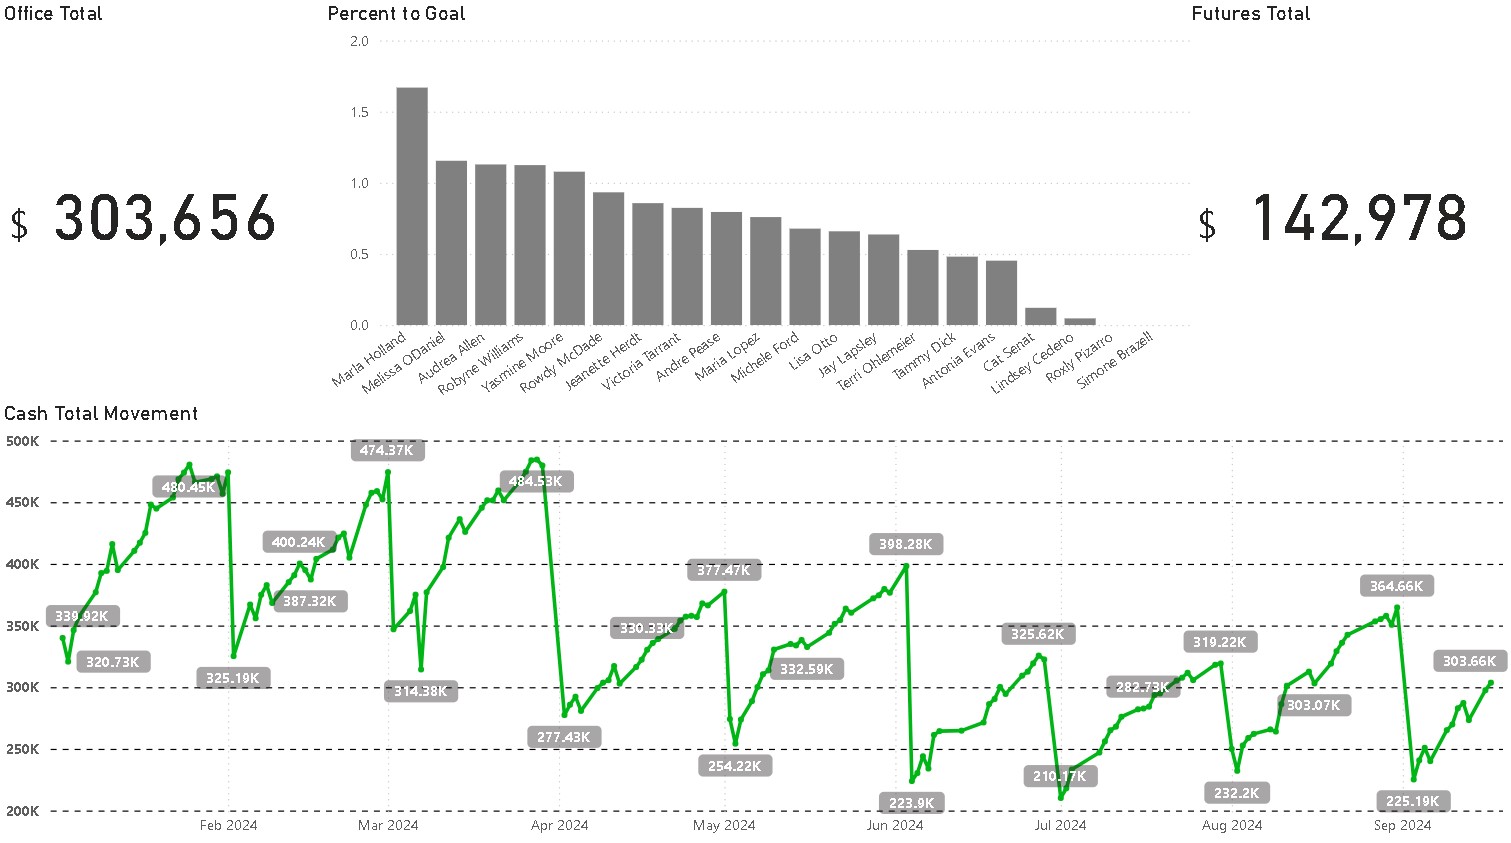 Office Total
Percent to Goal
Futures Total
2.0
1.5
1.0
0.5
0.0
$ 303,656
$ 142,978
Marla Holland
Melissa ODaniel
Audrea Allen
Robyne Williams
Yasmine Moore
Rowdy McDade
Jeanette Herdt
Victoria Tarrant
Andre Pease
Maria Lopez
Michele Ford
Lisa Otto
Jay Lapsley
Terri Ohlemeier
Tammy Dick
Antonia Evans
Cat Senat
Lindsey Cedeno
Roxly Pizarro
Simone Brazell
Cash Total Movement
500K
450K
400K
350K
300K
250K
200K
339.92K
320.73K
480.45K
325.19K
400.24K
387.32K
474.37K
314.38K
484.53K
277.43K
330.33K
377.47K
254.22K
332.59K
398.28K
223.9K
325.62K
210.17K
282.73K
319.22K
232.2K
303.07K
364.66K
225.19K
303.66K
Feb 2024
Mar 2024
Apr 2024
May 2024
Jun 2024
Jul 2024
Aug 2024
Sep 2024